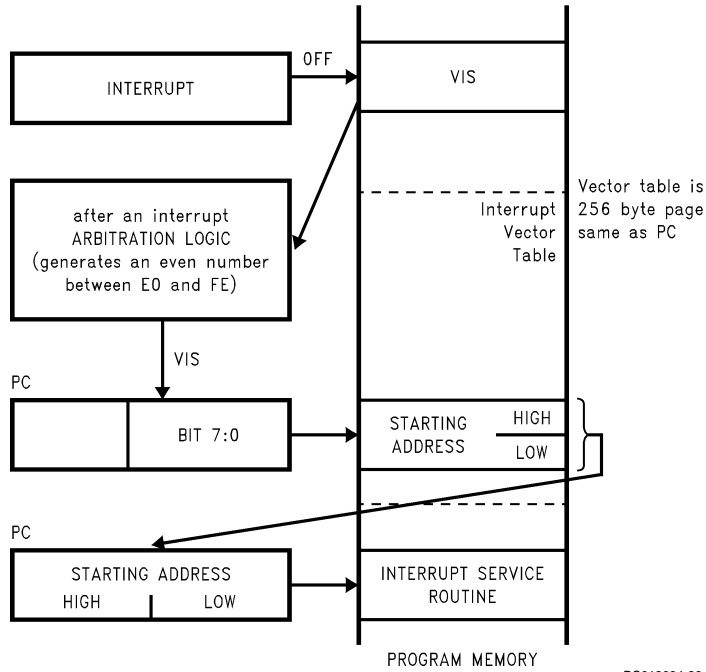 OFF
INTERRUPT
VIS
after an interrupt
ARBITRATION LOGIC
(generates an even number
between E0 and FE)
Interrupt
Vector
Table
Vector table is
256 byte page
same as PC
VIS
PC
BIT 7:0
STARTING
ADDRESS
HIGH
LOW
PC
STARTING ADDRESS
HIGH
LOW
INTERRUPT SERVICE
ROUTINE
PROGRAM MEMORY